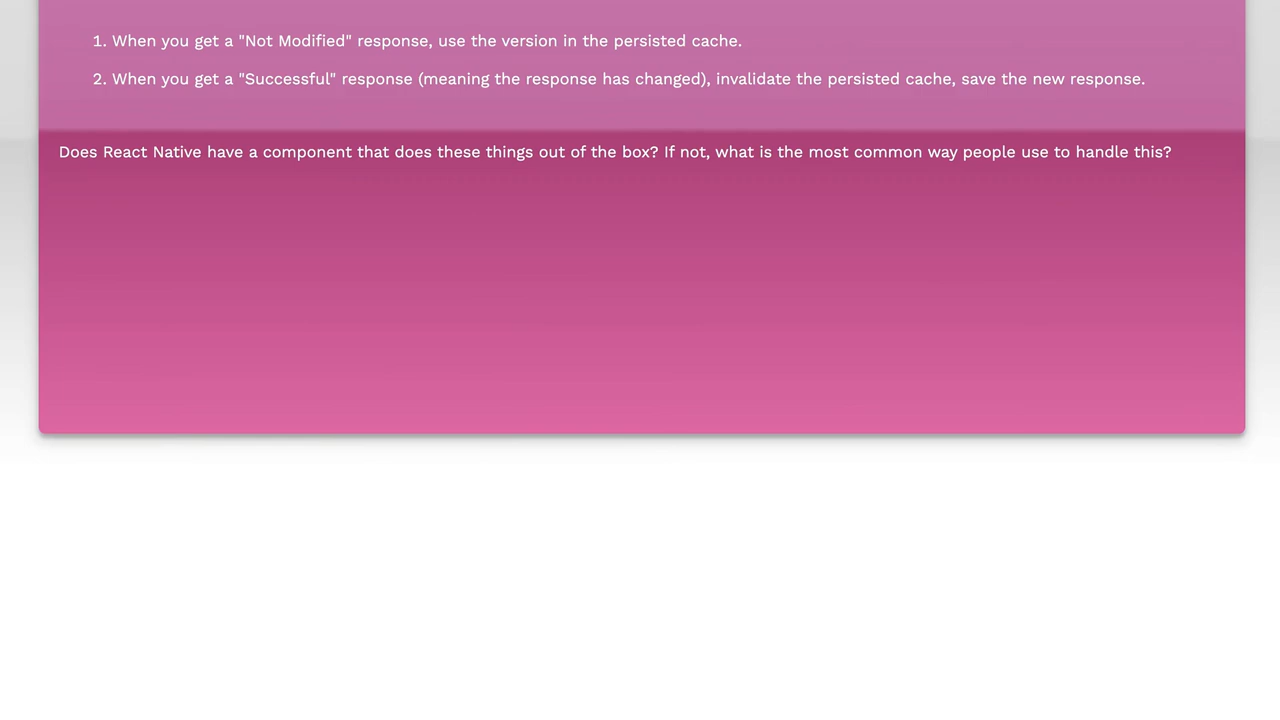 1. When you get a "Not Modified" response, use the version in the persisted cache.
2. When you get a "Successful" response (meaning the response has changed), invalidate the persisted cache, save the new response.
Does React Native have a component that does these things out of the box? If not, what is the most common way people use to handle this?